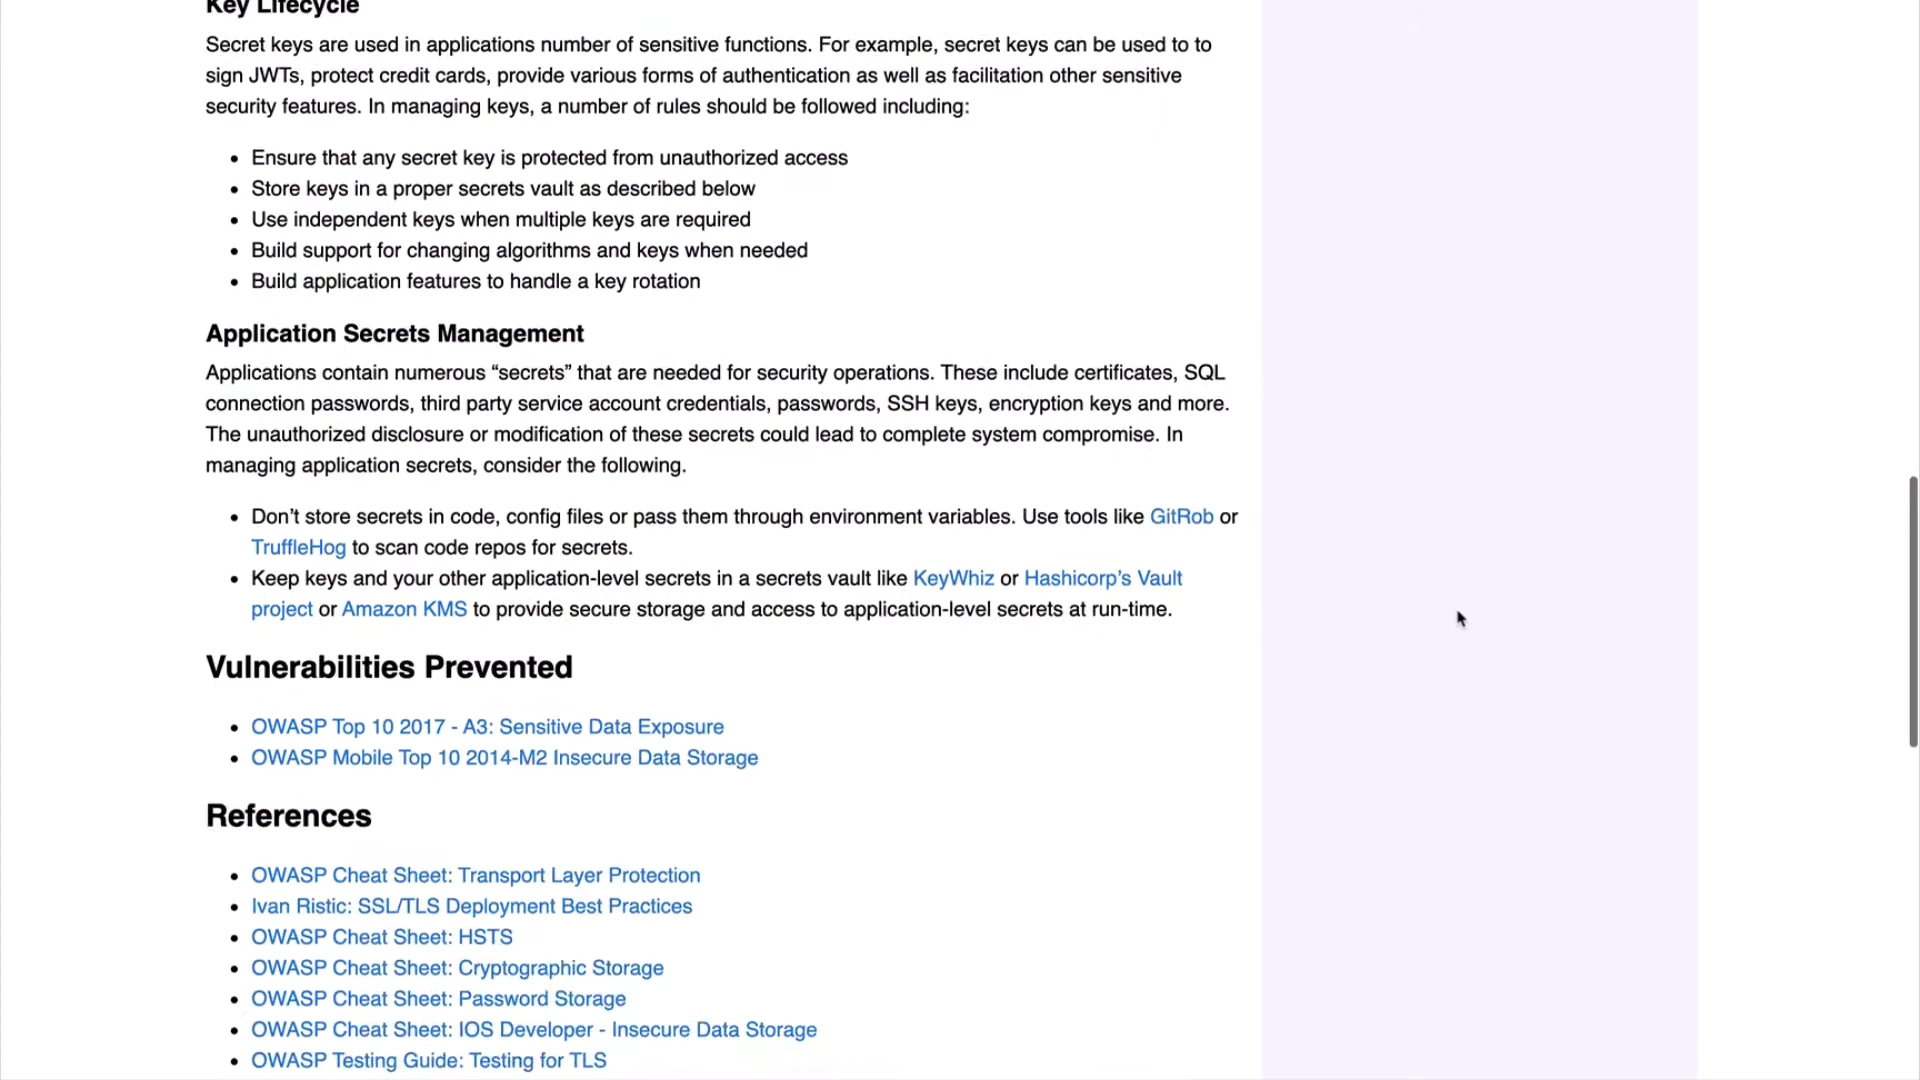 Key Lifecycle
Secret keys are used in applications number of sensitive functions. For example, secret keys can be used to to
sign JWTs, protect credit cards, provide various forms of authentication as well as facilitation other sensitive
security features. In managing keys, a number of rules should be followed including:
• Ensure that any secret key is protected from unauthorized access
• Store keys in a proper secrets vault as described below
• Use independent keys when multiple keys are required
• Build support for changing algorithms and keys when needed
• Build application features to handle a key rotation
Application Secrets Management
Applications contain numerous “secrets” that are needed for security operations. These include certificates, SQL
connection passwords, third party service account credentials, passwords, SSH keys, encryption keys and more.
The unauthorized disclosure or modification of these secrets could lead to complete system compromise. In
managing application secrets, consider the following.
• Don’t store secrets in code, config files or pass them through environment variables. Use tools like GitRob or
TruffleHog to scan code repos for secrets.
• Keep keys and your other application-level secrets in a secrets vault like KeyWhiz or Hashicorp’s Vault
project or Amazon KMS to provide secure storage and access to application-level secrets at run-time.
Vulnerabilities Prevented
• OWASP Top 10 2017 - A3: Sensitive Data Exposure
• OWASP Mobile Top 10 2014-M2 Insecure Data Storage
References
• OWASP Cheat Sheet: Transport Layer Protection
• Ivan Ristic: SSL/TLS Deployment Best Practices
• OWASP Cheat Sheet: HSTS
• OWASP Cheat Sheet: Cryptographic Storage
• OWASP Cheat Sheet: Password Storage
• OWASP Cheat Sheet: IOS Developer - Insecure Data Storage
• OWASP Testing Guide: Testing for TLS